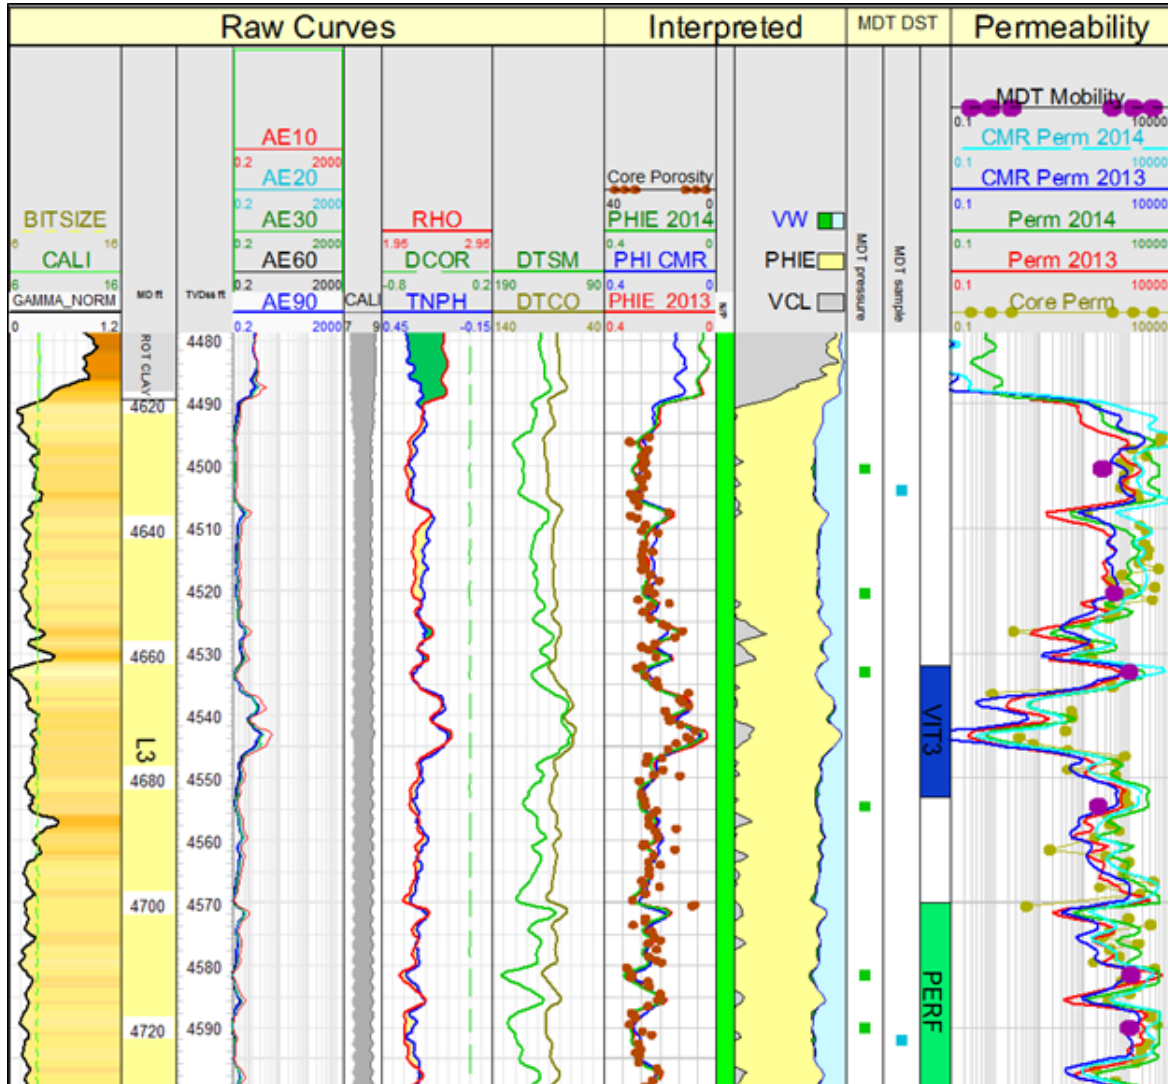 Raw Curves
Interpreted
MDT DST
Permeability
BITSIZE
6 16
CALI
6 16
GAMMA_NORM
0 1.2
MD ft
TVDss ft
AE10
0.2 2000
AE20
0.2 2000
AE30
0.2 2000
AE60
0.2 2000
AE90
0.2 2000
CALI
7 9
RHO
1.95 2.95
DCOR
-0.8 0.2
TNPH
0.45 -0.15
DTSM
190 90
DTCO
140 40
Core Porosity
40 0
PHIE 2014
0.4 0
PHI CMR
0.4 0
PHIE_2013
0.4 0
VW
PHIE
VCL
MDT pressure
MDT sample
MDT Mobility
0.1 10000
CMR Perm 2014
0.1 10000
CMR Perm 2013
0.1 10000
Perm 2014
0.1 10000
Perm 2013
0.1 10000
Core Perm
0.1 10000
ROT CLAY
L3
4620
4640
4660
4680
4700
4720
4480
4490
4500
4510
4520
4530
4540
4550
4560
4570
4580
4590
VIT3
PERF